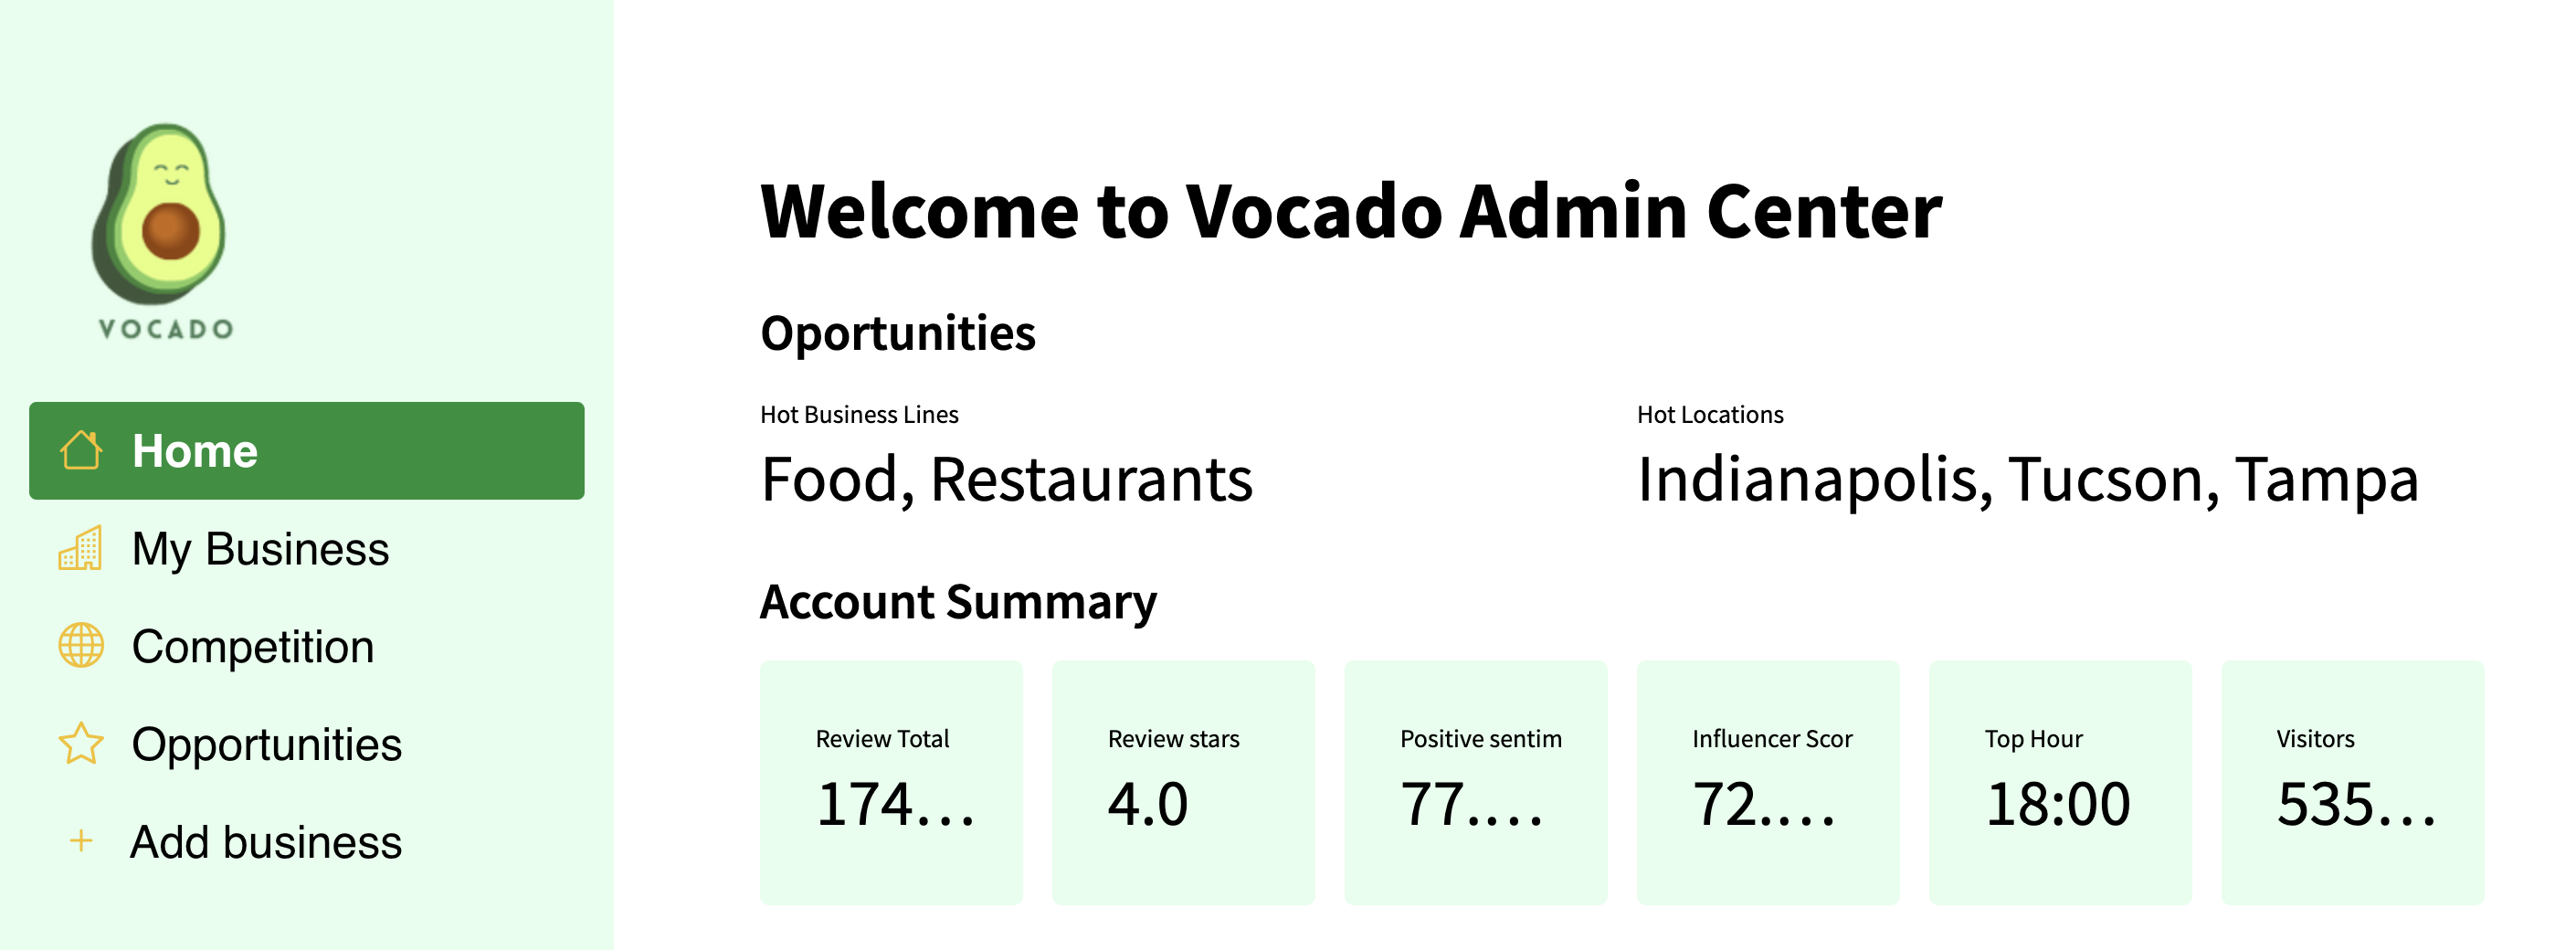 VOCADO
Home
My Business
Competition
Opportunities
+ Add business
Welcome to Vocado Admin Center
Oportunities
Hot Business Lines
Food, Restaurants
Hot Locations
Indianapolis, Tucson, Tampa
Account Summary
Review Total
174…
Review stars
4.0
Positive sentim
77.…
Influencer Scor
72.…
Top Hour
18:00
Visitors
535…